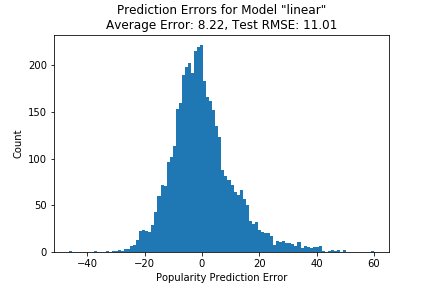 Prediction Errors for Model "linear"
Average Error: 8.22, Test RMSE: 11.01
200
150
100
50
0
Count
−40
−20
0
20
40
60
Popularity Prediction Error